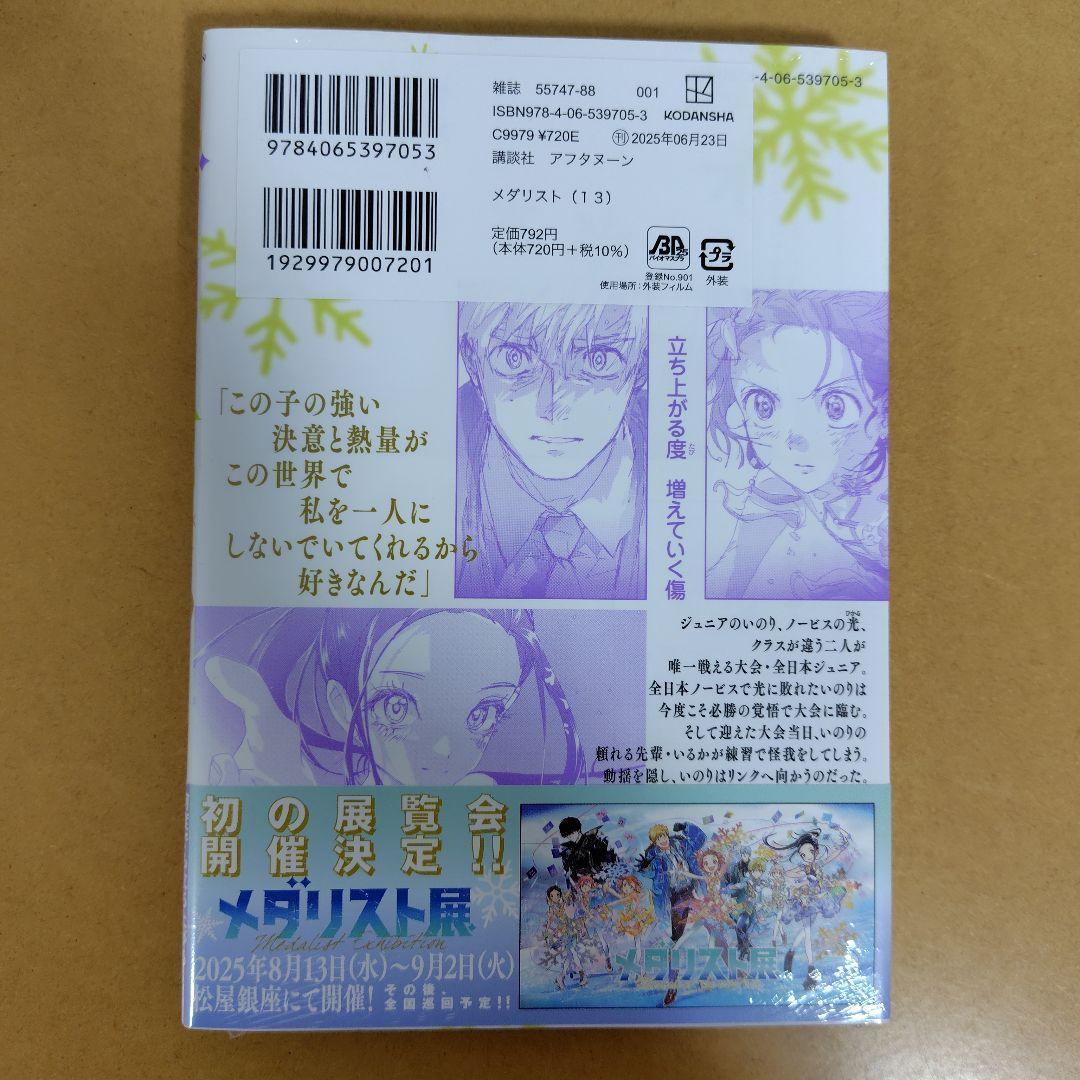 雑誌 55747-88 001
ISBN978-4-06-539705-3
KODANSHA
C9979 ¥720E ㊖2025年06月23日
講談社 アフタヌーン
9784065397053
メダリスト（13）
定価792円
（本体720円＋税10%）
1929979007201
バイオマスプラ
25
登録No.901
使用場所：外装フィルム
プラ
外装
-4-06-539705-3
「この子の強い
決意と熱量が
この世界で
私を一人に
しないでいてくれるから
好きなんだ」
立ち上がる度 増えていく傷
たび
ジュニアのいのり、ノービスの光、
ひかる
クラスが違う二人が
唯一戦える大会・全日本ジュニア。
全日本ノービスで光に敗れたいのりは
今度こそ必勝の覚悟で大会に臨む。
そして迎えた大会当日、いのりの
頼れる先輩・いるかが練習で怪我をしてしまう。
動揺を隠し、いのりはリンクへ向かうのだった。
初の展覧会
開催決定!!
メダリスト展
Medalist Exhibition
2025年8月13日(水)～9月2日(火)
松屋銀座にて開催! その後、
全国巡回予定!!
メダリスト展